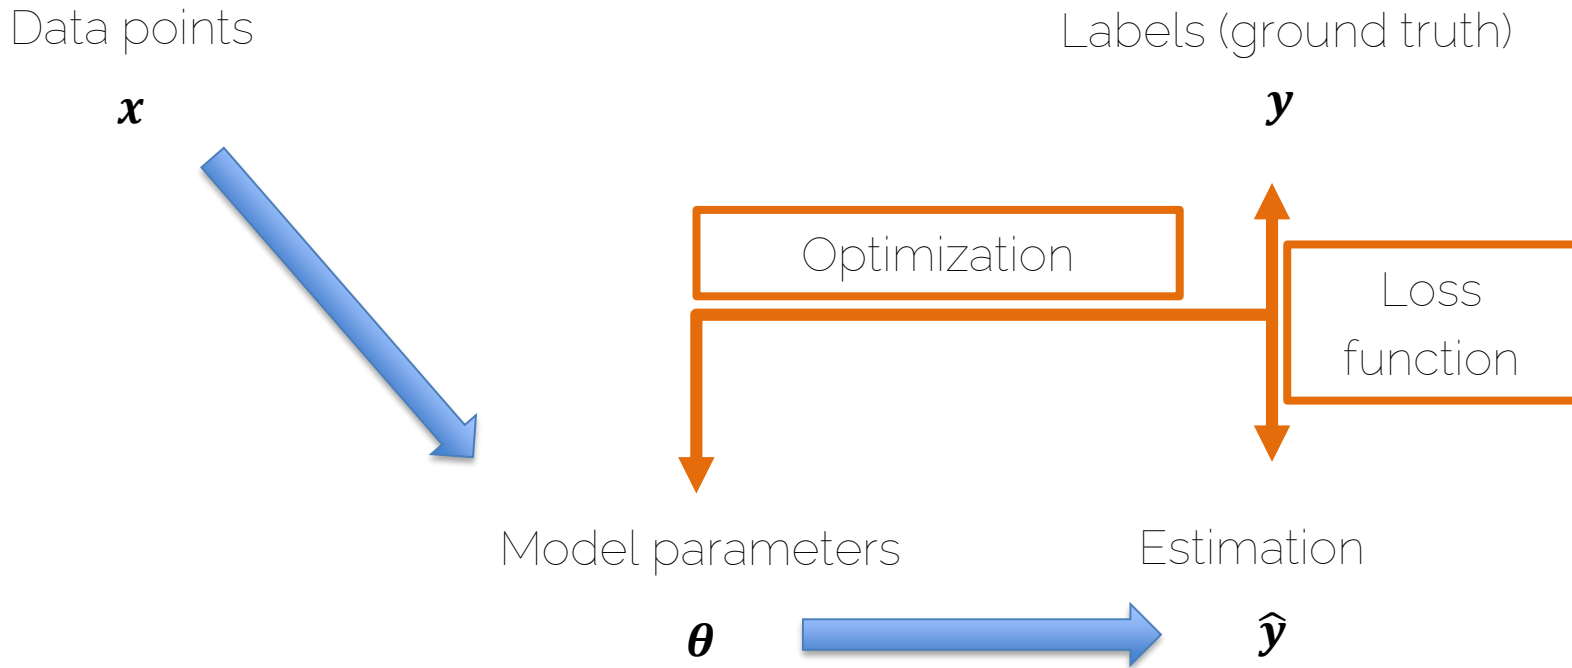 Data points
Labels (ground truth)
x
y
Optimization
Loss
function
Model parameters
Estimation
θ
ŷ